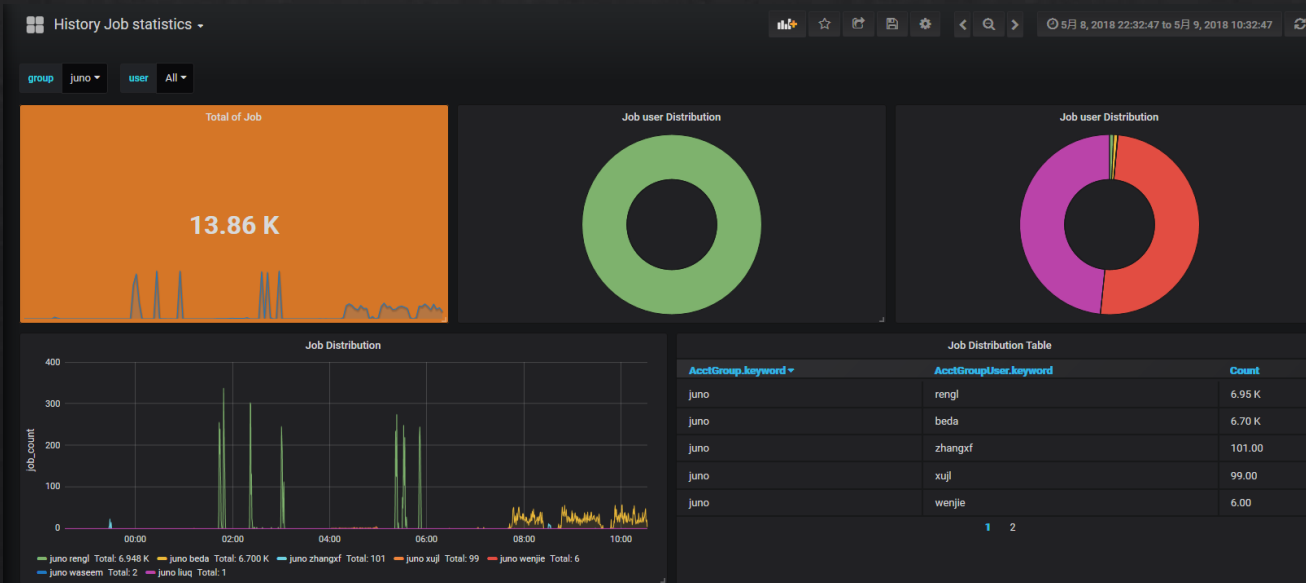 History Job statistics
5月 8, 2018 22:32:47 to 5月 9, 2018 10:32:47
group juno user All
Total of Job
13.86 K
Job user Distribution
Job user Distribution
Job Distribution
400
300
200
100
0
job_count
00:00 02:00 04:00 06:00 08:00 10:00
juno rengl Total: 6.948 K juno beda Total: 6.700 K juno zhangxf Total: 101 juno xujl Total: 99 juno wenjie Total: 6
juno waseem Total: 2 juno liuq Total: 1
Job Distribution Table
AcctGroup.keyword AcctGroupUser.keyword Count
juno rengl 6.95 K
juno beda 6.70 K
juno zhangxf 101.00
juno xujl 99.00
juno wenjie 6.00
1 2